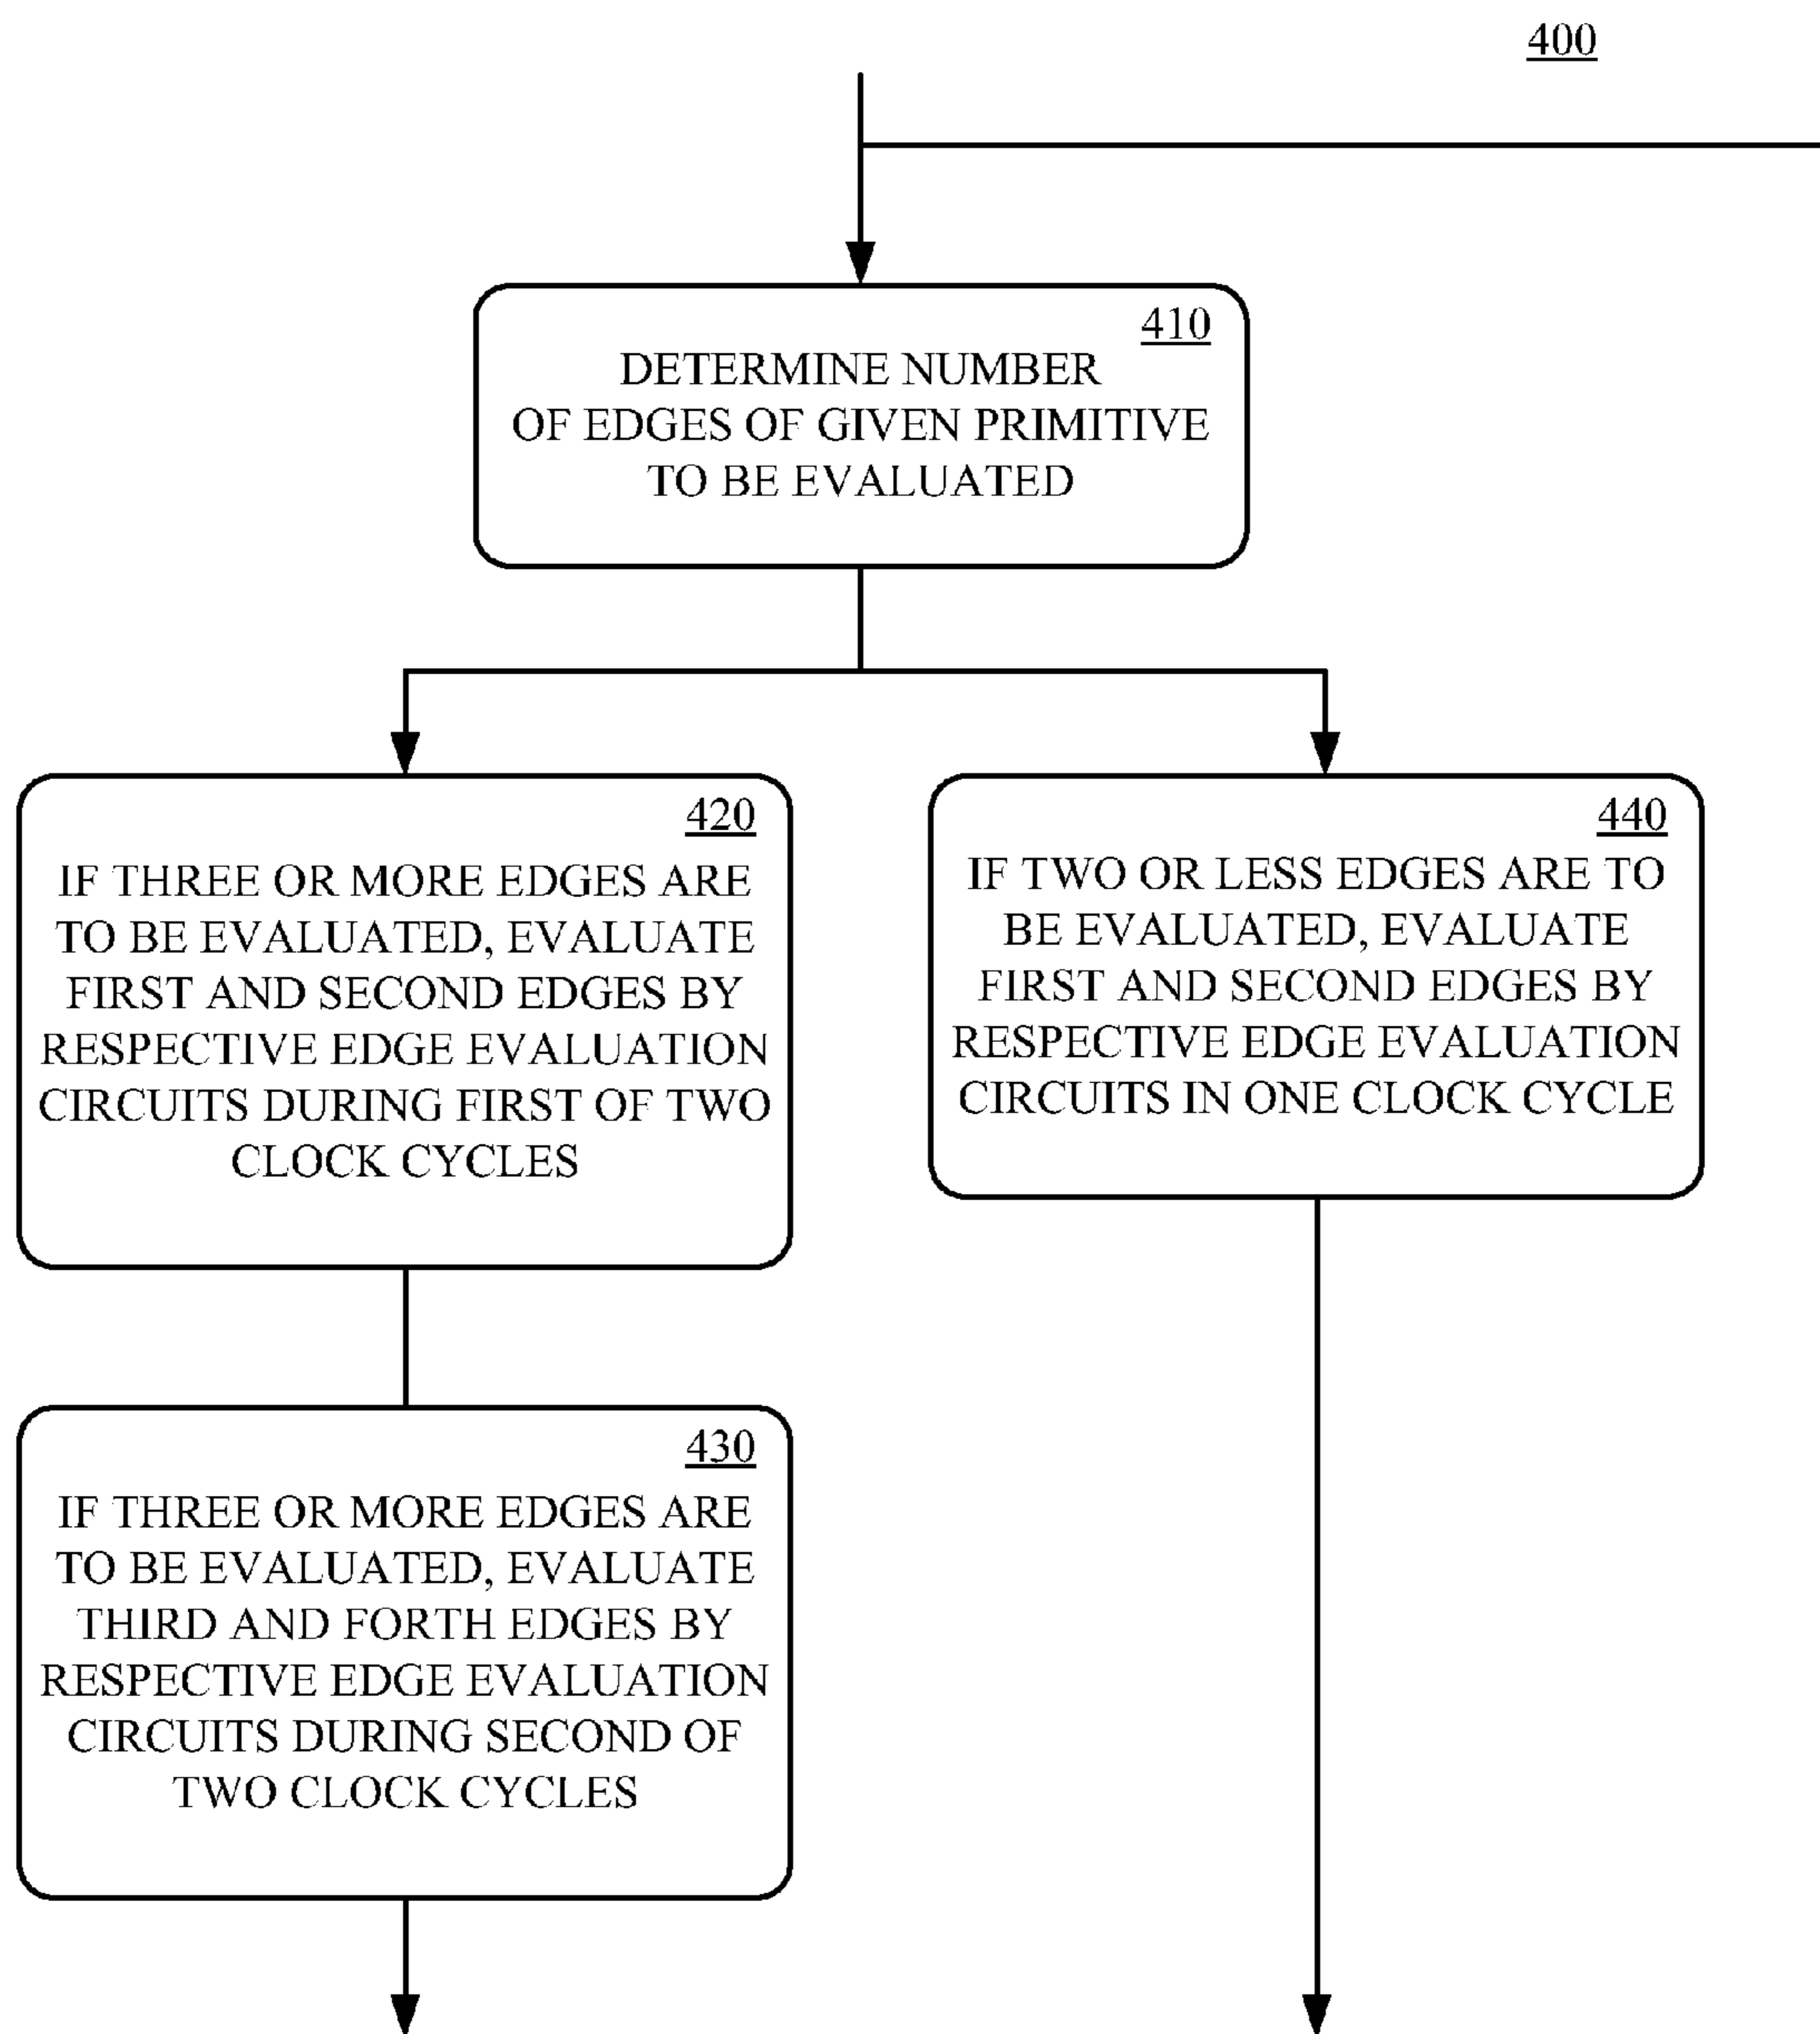 400
410
DETERMINE NUMBER
OF EDGES OF GIVEN PRIMITIVE
TO BE EVALUATED
420
IF THREE OR MORE EDGES ARE
TO BE EVALUATED, EVALUATE
FIRST AND SECOND EDGES BY
RESPECTIVE EDGE EVALUATION
CIRCUITS DURING FIRST OF TWO
CLOCK CYCLES
440
IF TWO OR LESS EDGES ARE TO
BE EVALUATED, EVALUATE
FIRST AND SECOND EDGES BY
RESPECTIVE EDGE EVALUATION
CIRCUITS IN ONE CLOCK CYCLE
430
IF THREE OR MORE EDGES ARE
TO BE EVALUATED, EVALUATE
THIRD AND FORTH EDGES BY
RESPECTIVE EDGE EVALUATION
CIRCUITS DURING SECOND OF
TWO CLOCK CYCLES